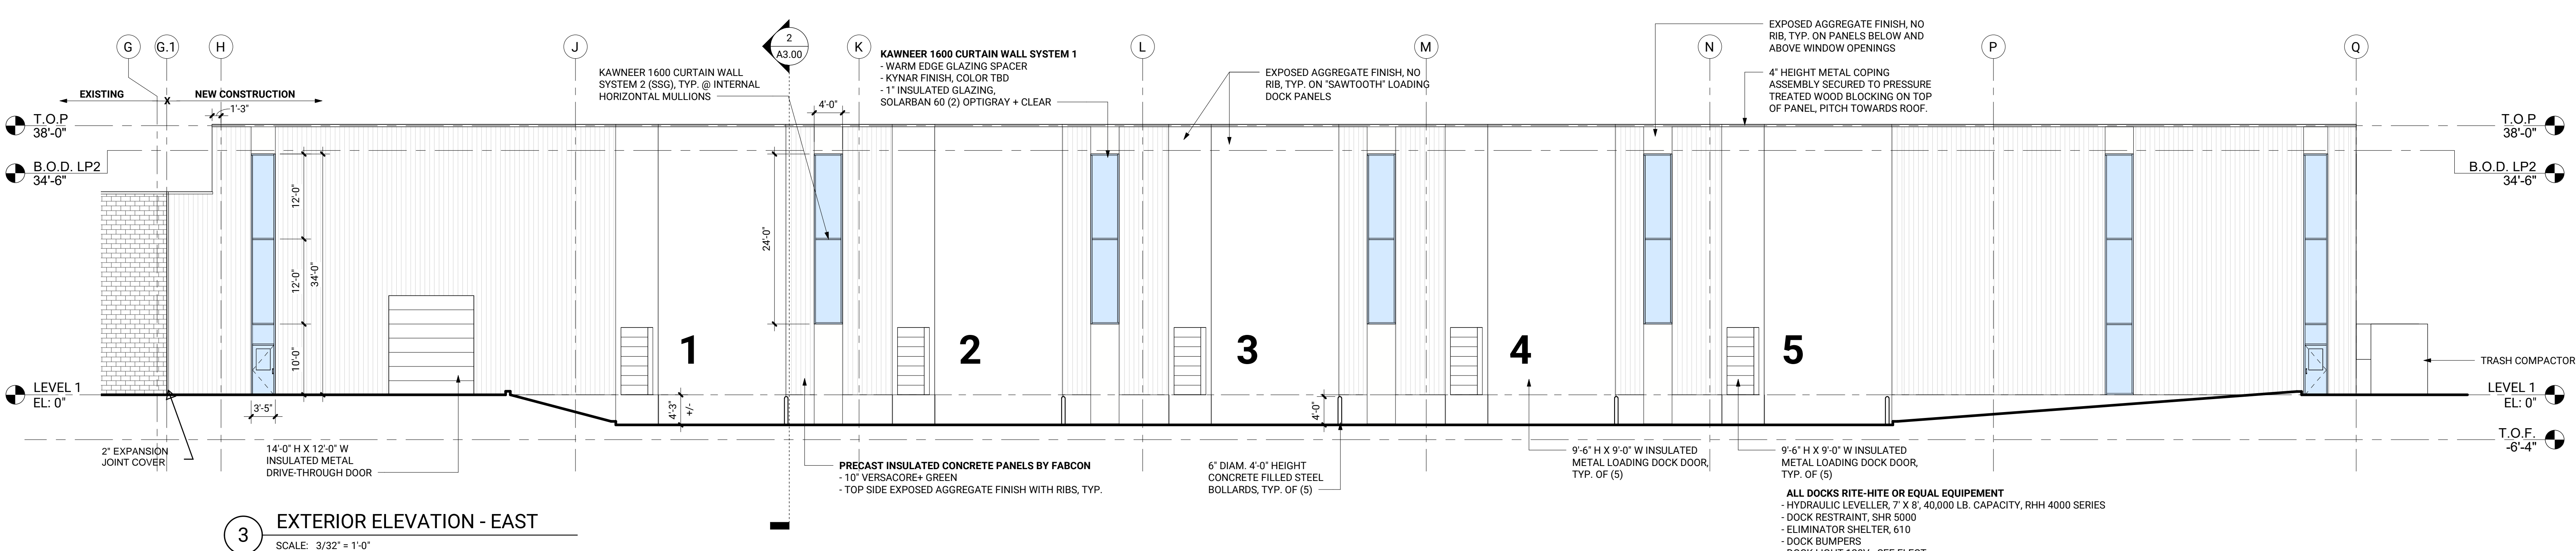 G
G.1
H
J
2
A3.00
K
L
M
N
P
Q
EXISTING
X
NEW CONSTRUCTION
1'-3"
KAWNEER 1600 CURTAIN WALL
SYSTEM 2 (SSG), TYP. @ INTERNAL
HORIZONTAL MULLIONS
KAWNEER 1600 CURTAIN WALL SYSTEM 1
- WARM EDGE GLAZING SPACER
- KYNAR FINISH, COLOR TBD
- 1" INSULATED GLAZING,
SOLARBAN 60 (2) OPTIGRAY + CLEAR
4'-0"
EXPOSED AGGREGATE FINISH, NO
RIB, TYP. ON "SAWTOOTH" LOADING
DOCK PANELS
EXPOSED AGGREGATE FINISH, NO
RIB, TYP. ON PANELS BELOW AND
ABOVE WINDOW OPENINGS
4" HEIGHT METAL COPING
ASSEMBLY SECURED TO PRESSURE
TREATED WOOD BLOCKING ON TOP
OF PANEL, PITCH TOWARDS ROOF.
T.O.P
38'-0"
B.O.D. LP2
34'-6"
LEVEL 1
EL: 0"
T.O.P
38'-0"
B.O.D. LP2
34'-6"
TRASH COMPACTOR
LEVEL 1
EL: 0"
T.O.F.
-6'-4"
12'-0"
12'-0"
34'-0"
10'-0"
3'-5"
24'-0"
4'-3"
+/-
4'-0"
1
2
3
4
5
2" EXPANSION
JOINT COVER
14'-0" H X 12'-0" W
INSULATED METAL
DRIVE-THROUGH DOOR
PRECAST INSULATED CONCRETE PANELS BY FABCON
- 10" VERSACORE+ GREEN
- TOP SIDE EXPOSED AGGREGATE FINISH WITH RIBS, TYP.
6" DIAM. 4'-0" HEIGHT
CONCRETE FILLED STEEL
BOLLARDS, TYP. OF (5)
9'-6" H X 9'-0" W INSULATED
METAL LOADING DOCK DOOR,
TYP. OF (5)
9'-6" H X 9'-0" W INSULATED
METAL LOADING DOCK DOOR,
TYP. OF (5)
ALL DOCKS RITE-HITE OR EQUAL EQUIPEMENT
- HYDRAULIC LEVELLER, 7' X 8', 40,000 LB. CAPACITY, RHH 4000 SERIES
- DOCK RESTRAINT, SHR 5000
- ELIMINATOR SHELTER, 610
- DOCK BUMPERS
3
EXTERIOR ELEVATION - EAST
SCALE: 3/32" = 1'-0"